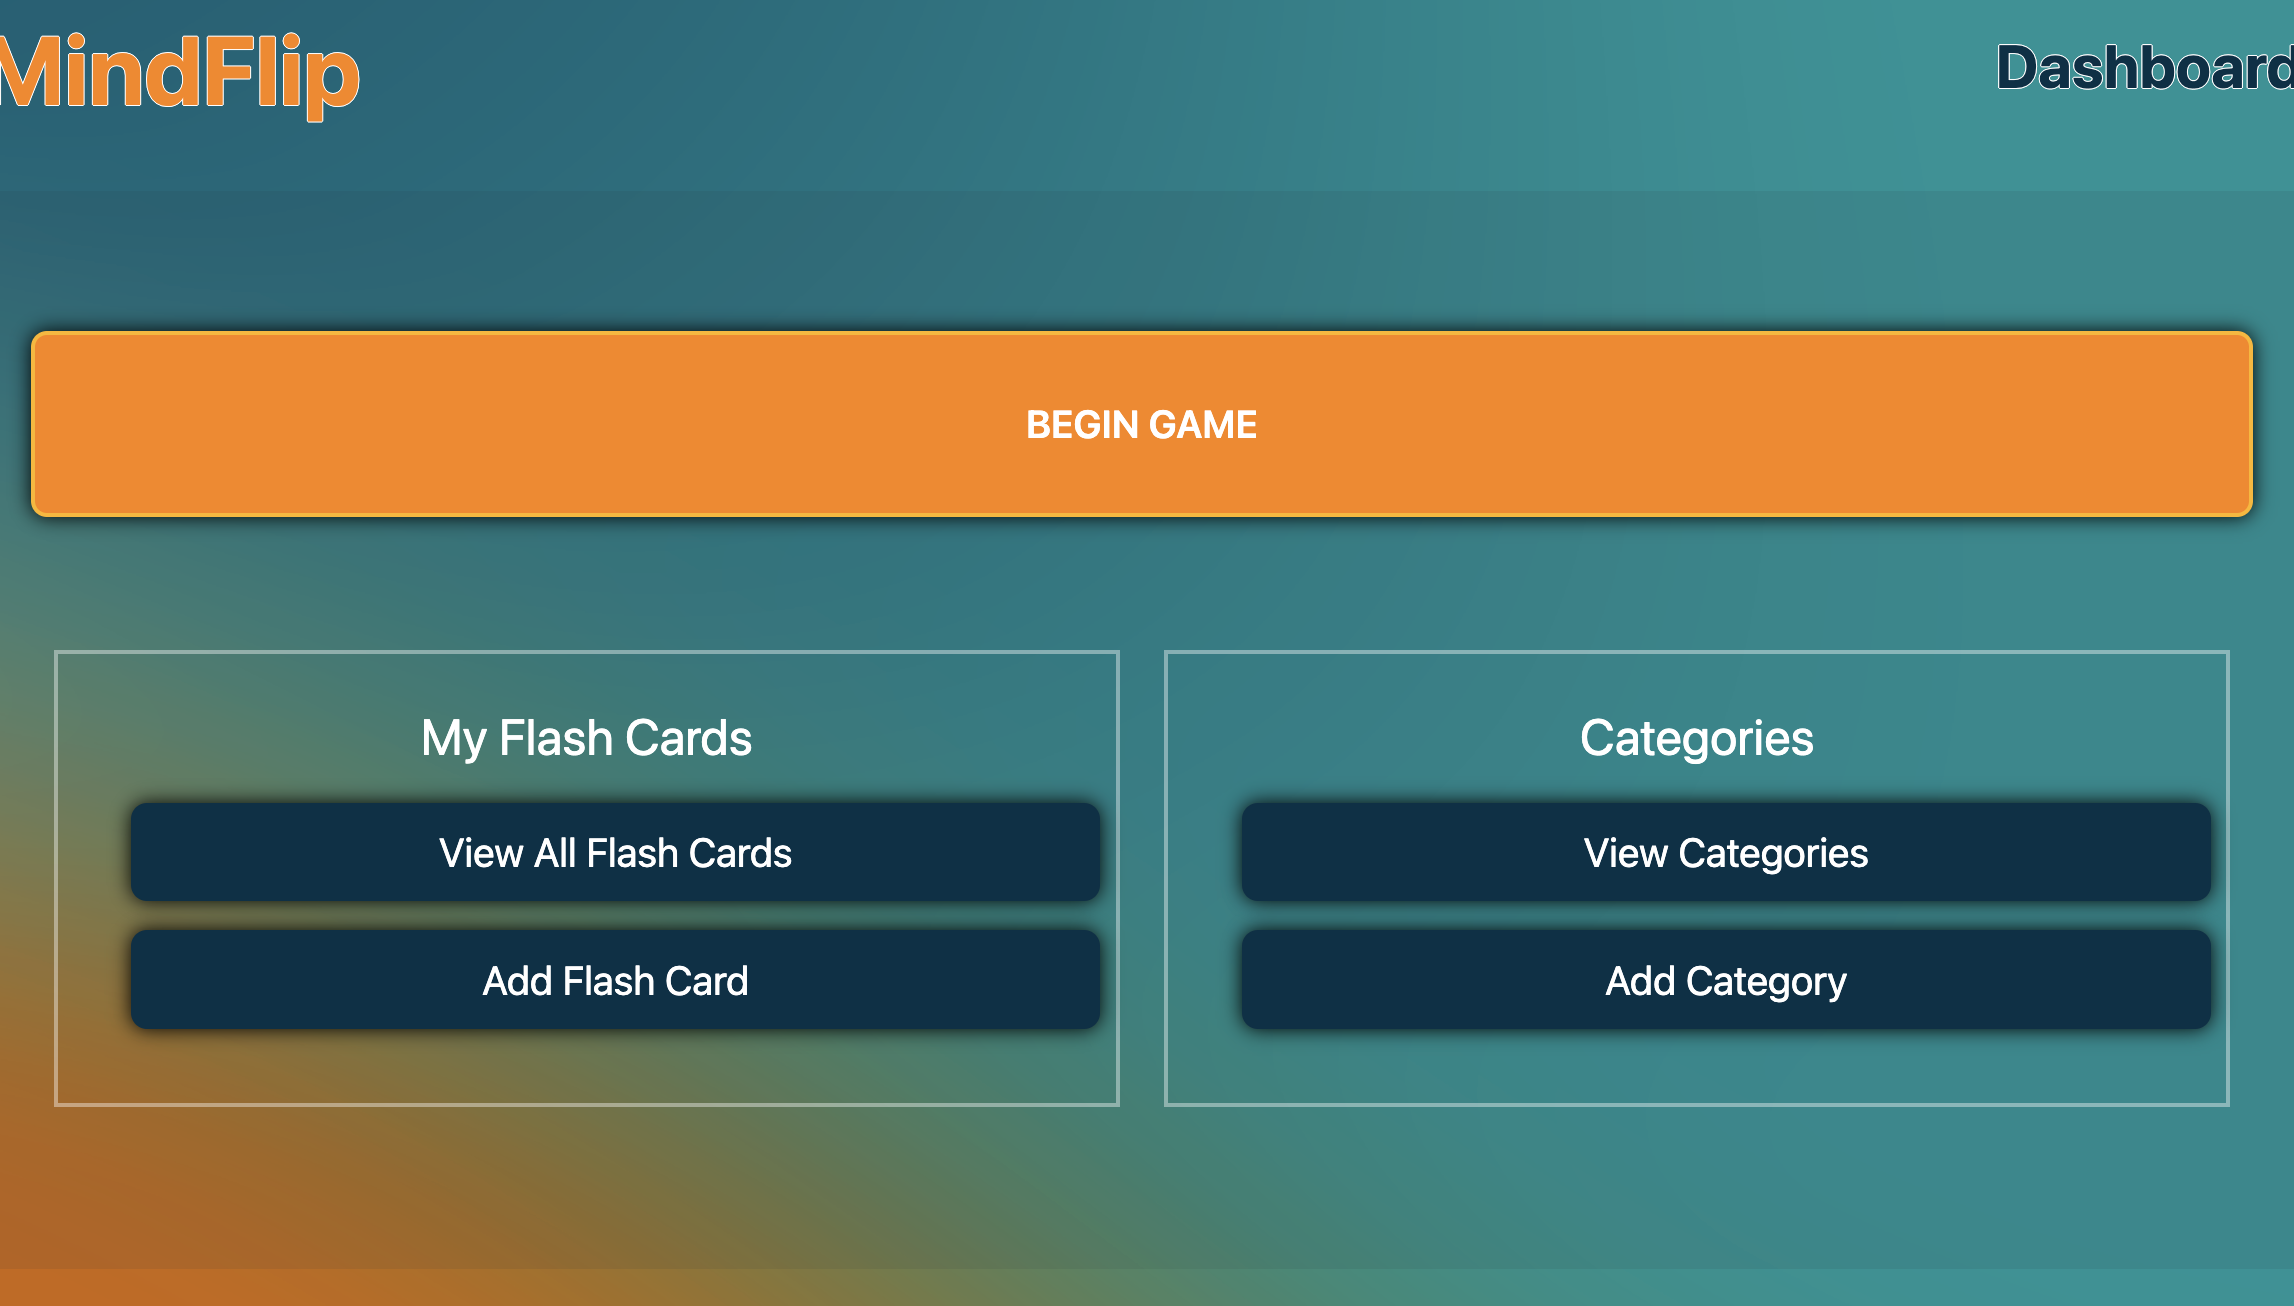 MindFlip
Dashboard
BEGIN GAME
My Flash Cards
View All Flash Cards
Add Flash Card
Categories
View Categories
Add Category